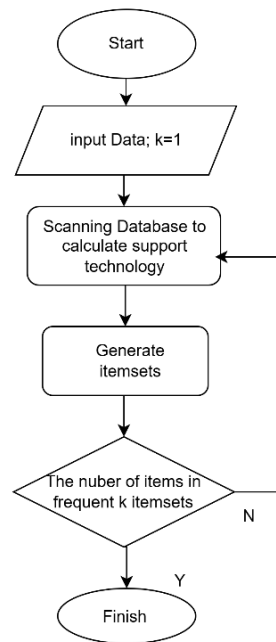 Start
input Data; k=1
Scanning Database to
calculate support
technology
Generate
itemsets
The nuber of items in
frequent k itemsets
N
Y
Finish